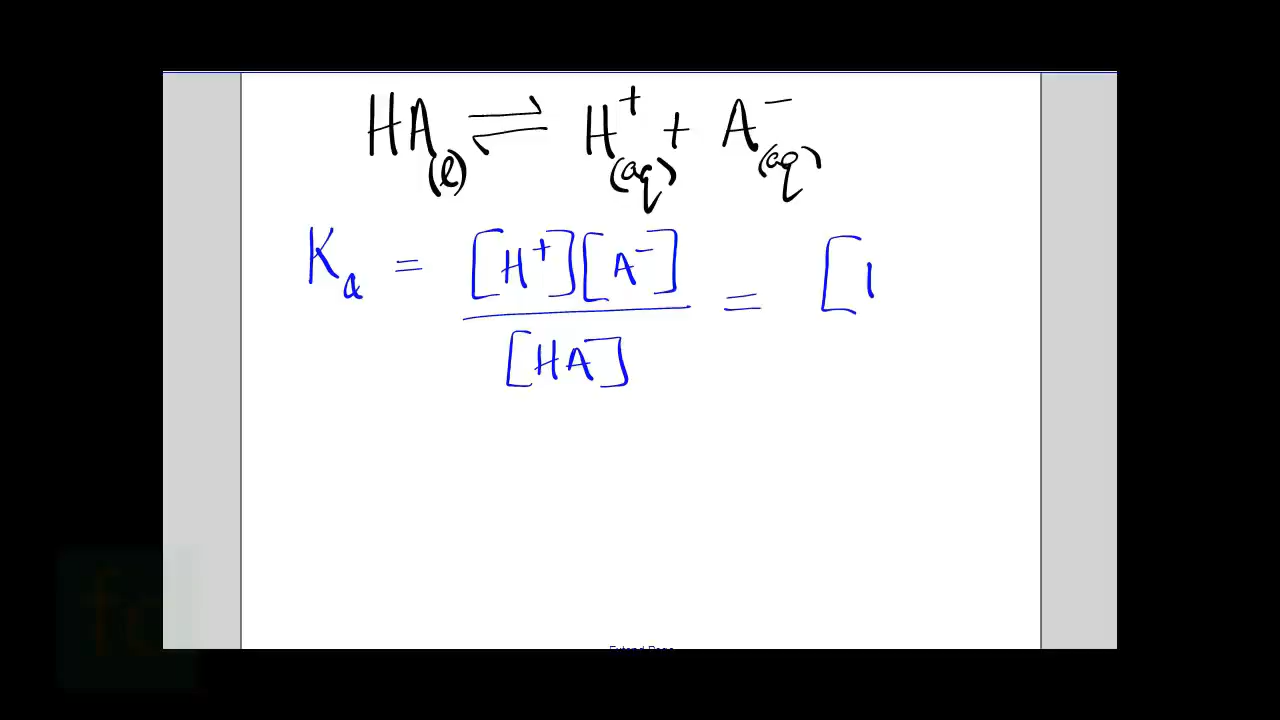 HA(l) ⇌ H⁺(aq) + A⁻(aq)
Kₐ = [H⁺][A⁻] / [HA] = [